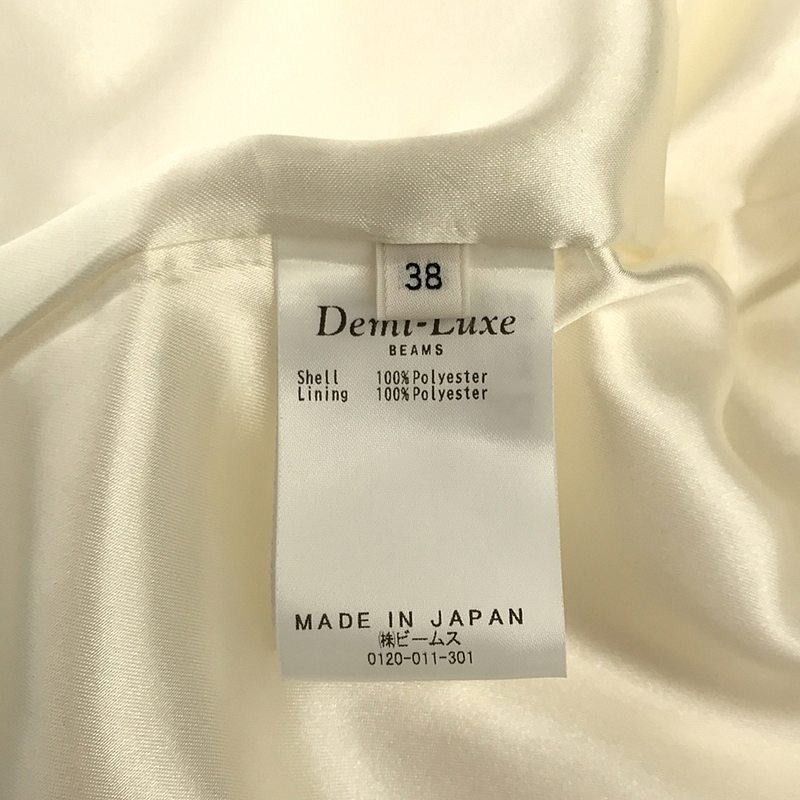 38
Demi-Luxe
BEAMS
Shell 100%Polyester
Lining 100%Polyester
MADE IN JAPAN
㈱ビームス
0120-011-301